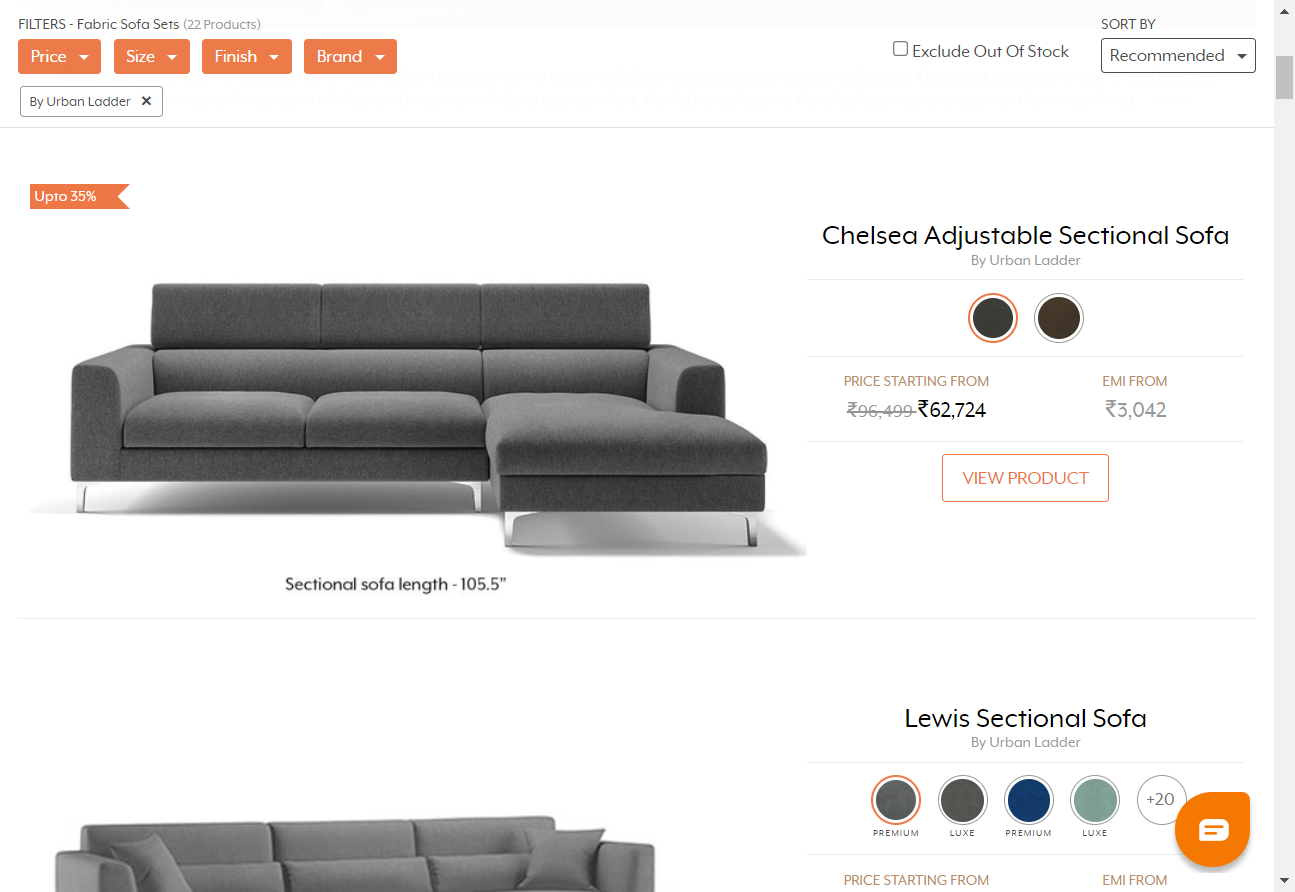 FILTERS - Fabric Sofa Sets (22 Products)
SORT BY
Price
Size
Finish
Brand
Exclude Out Of Stock
Recommended
By Urban Ladder ✕
Upto 35%
Chelsea Adjustable Sectional Sofa
By Urban Ladder
PRICE STARTING FROM
EMI FROM
₹96,499 ₹62,724
₹3,042
VIEW PRODUCT
Sectional sofa length - 105.5”
Lewis Sectional Sofa
By Urban Ladder
+20
PREMIUM
LUXE
PREMIUM
LUXE
PRICE STARTING FROM
EMI FROM